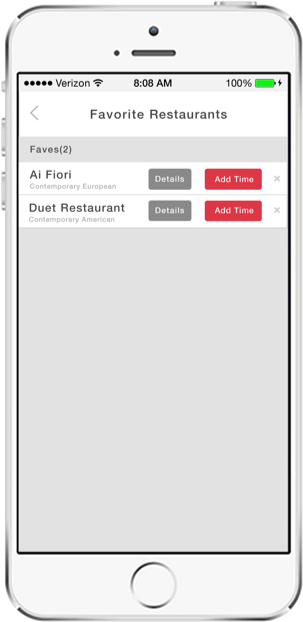 Verizon 8:08 AM 100%
Favorite Restaurants
Faves(2)
Ai Fiori
Contemporary European
Details Add Time
Duet Restaurant
Contemporary American
Details Add Time